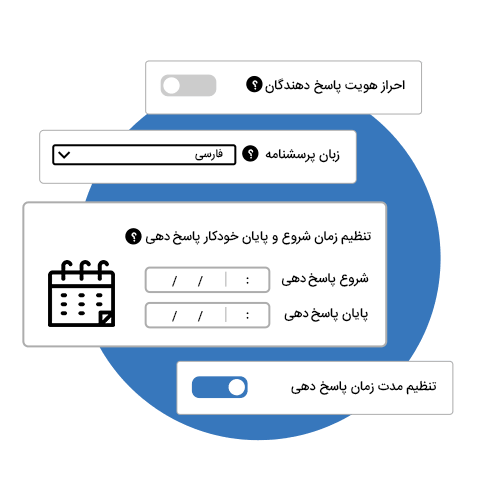 احراز هویت پاسخ دهندگان ؟
زبان پرسشنامه ؟ فارسی
تنظیم زمان شروع و پایان خودکار پاسخ دهی ؟
شروع پاسخ دهی : / /
پایان پاسخ دهی : / /
تنظیم مدت زمان پاسخ دهی